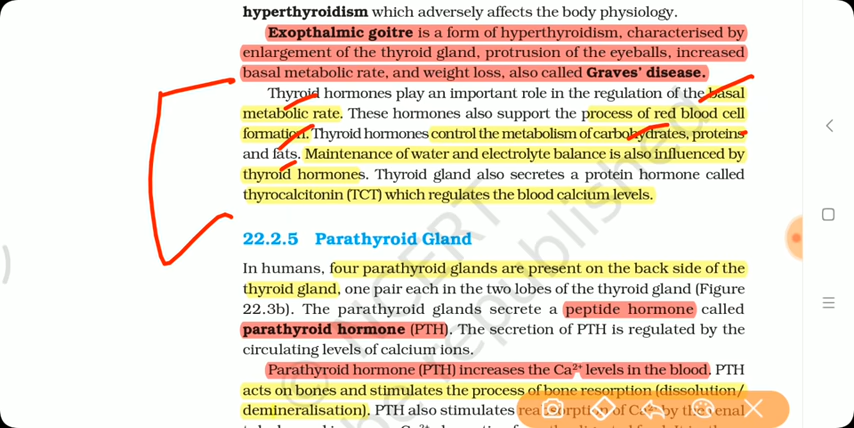 hyperthyroidism which adversely affects the body physiology.
Exopthalmic goitre is a form of hyperthyroidism, characterised by
enlargement of the thyroid gland, protrusion of the eyeballs, increased
basal metabolic rate, and weight loss, also called Graves' disease.
Thyroid hormones play an important role in the regulation of the basal
metabolic rate. These hormones also support the process of red blood cell
formation. Thyroid hormones control the metabolism of carbohydrates, proteins
and fats. Maintenance of water and electrolyte balance is also influenced by
thyroid hormones. Thyroid gland also secretes a protein hormone called
thyrocalcitonin (TCT) which regulates the blood calcium levels.
22.2.5 Parathyroid Gland
In humans, four parathyroid glands are present on the back side of the
thyroid gland, one pair each in the two lobes of the thyroid gland (Figure
22.3b). The parathyroid glands secrete a peptide hormone called
parathyroid hormone (PTH). The secretion of PTH is regulated by the
circulating levels of calcium ions.
Parathyroid hormone (PTH) increases the Ca²⁺ levels in the blood. PTH
acts on bones and stimulates the process of bone resorption (dissolution/
demineralisation). PTH also stimulates of by the renal